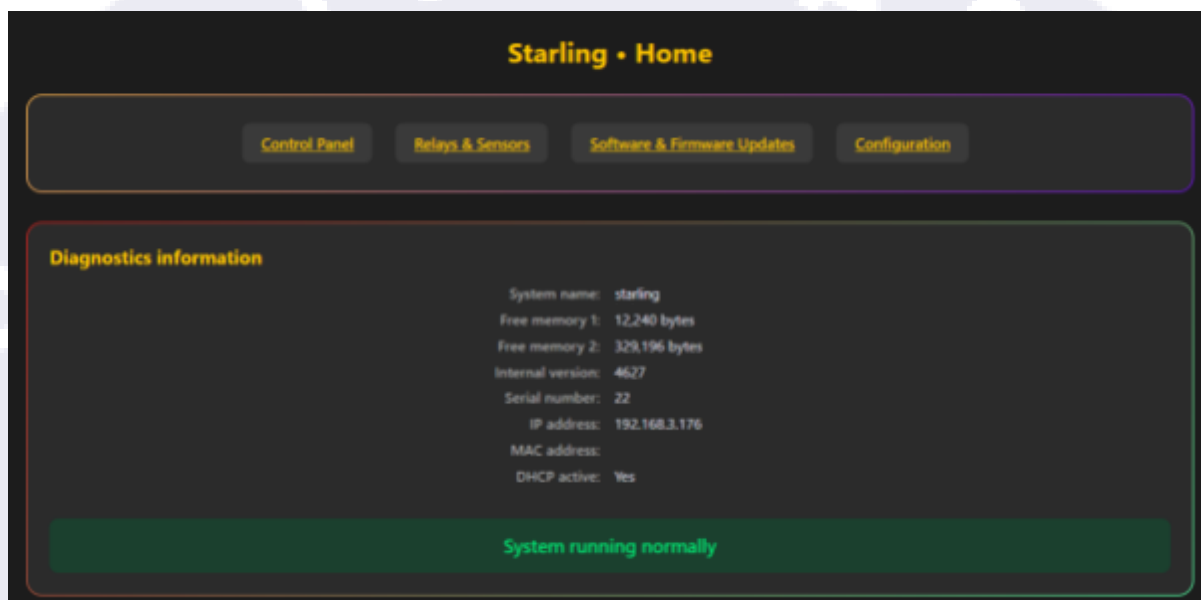 Starling • Home
Control Panel Relays & Sensors Software & Firmware Updates Configuration
Diagnostics information
System name: starling
Free memory 1: 12,240 bytes
Free memory 2: 329,196 bytes
Internal version: 4627
Serial number: 22
IP address: 192.168.3.176
MAC address:
DHCP active: Yes
System running normally